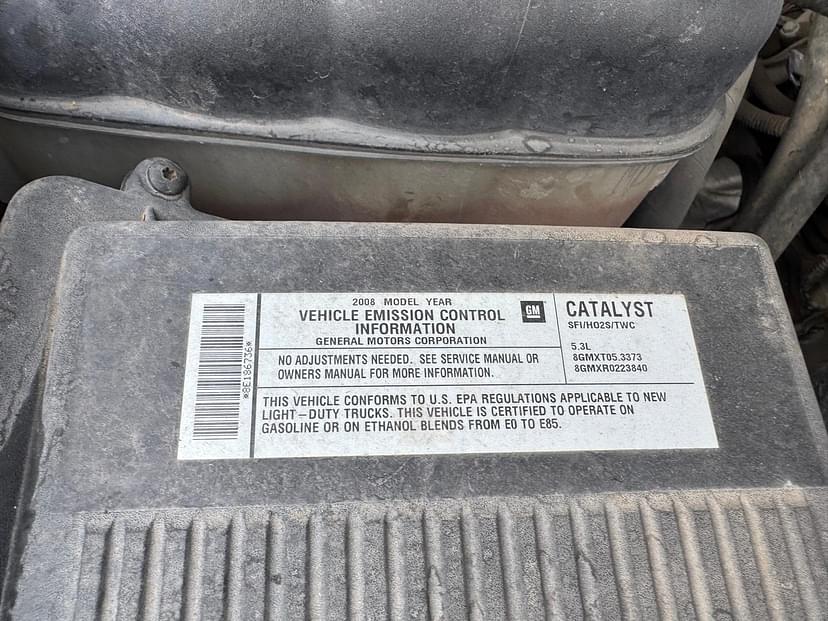 *8E186736*
2008 MODEL YEAR
VEHICLE EMISSION CONTROL
INFORMATION
GENERAL MOTORS CORPORATION
GM
NO ADJUSTMENTS NEEDED. SEE SERVICE MANUAL OR
OWNERS MANUAL FOR MORE INFORMATION.
CATALYST
SFI/HO2S/TWC
5.3L
8GMXT05.3373
8GMXR0223840
THIS VEHICLE CONFORMS TO U.S. EPA REGULATIONS APPLICABLE TO NEW
LIGHT-DUTY TRUCKS. THIS VEHICLE IS CERTIFIED TO OPERATE ON
GASOLINE OR ON ETHANOL BLENDS FROM E0 TO E85.